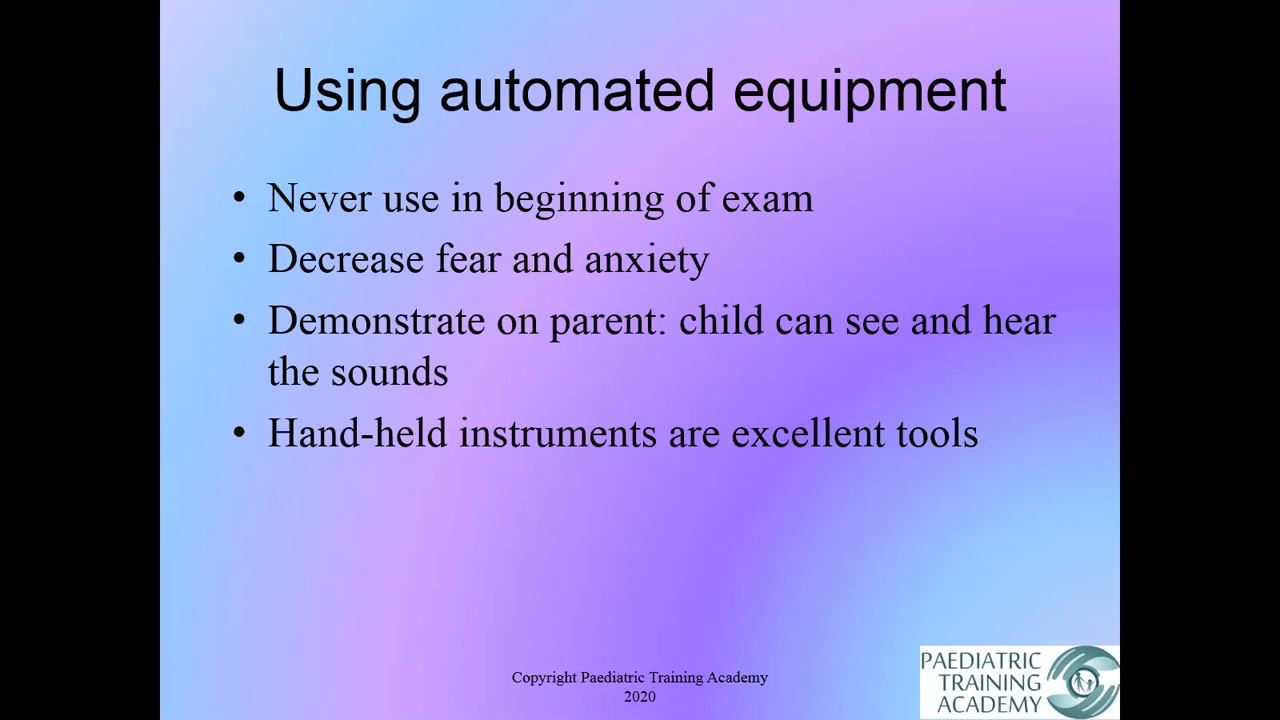 Using automated equipment
• Never use in beginning of exam
• Decrease fear and anxiety
• Demonstrate on parent: child can see and hear
the sounds
• Hand-held instruments are excellent tools
Copyright Paediatric Training Academy
2020
PAEDIATRIC
TRAINING
ACADEMY